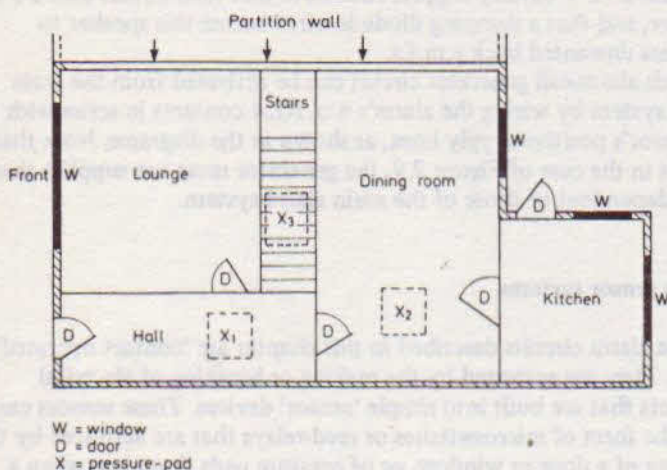 Partition wall
Stairs
Front
W
Lounge
Dining room
W
D
W
X₃
D
W
D
Kitchen
D
Hall
X₁
D
X₂
W = window
D = door
X = pressure-pad